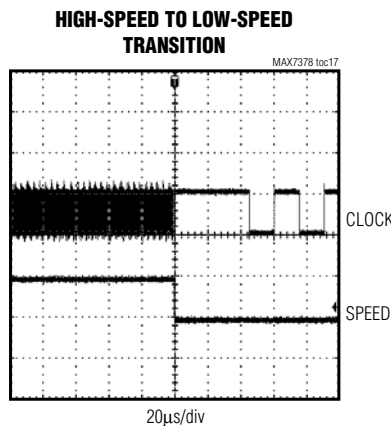 HIGH-SPEED TO LOW-SPEED
TRANSITION
MAX7378 toc17
CLOCK
SPEED
20µs/div